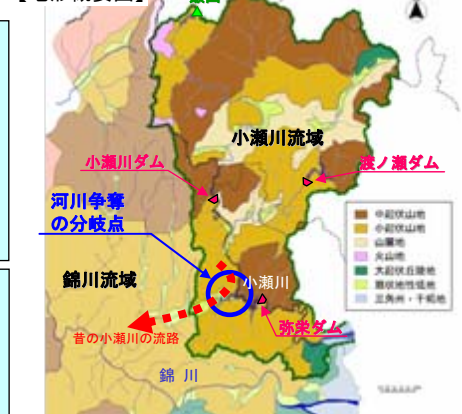 小瀬川流域
小瀬川ダム
渡ノ瀬ダム
河川争奪
の分岐点
中起伏山地
小起伏山地
山麓地
火山地
大起伏丘陵地
扇状地性低地
三角州・干拓地
錦川流域
小瀬川
弥栄ダム
昔の小瀬川の流路
錦 川